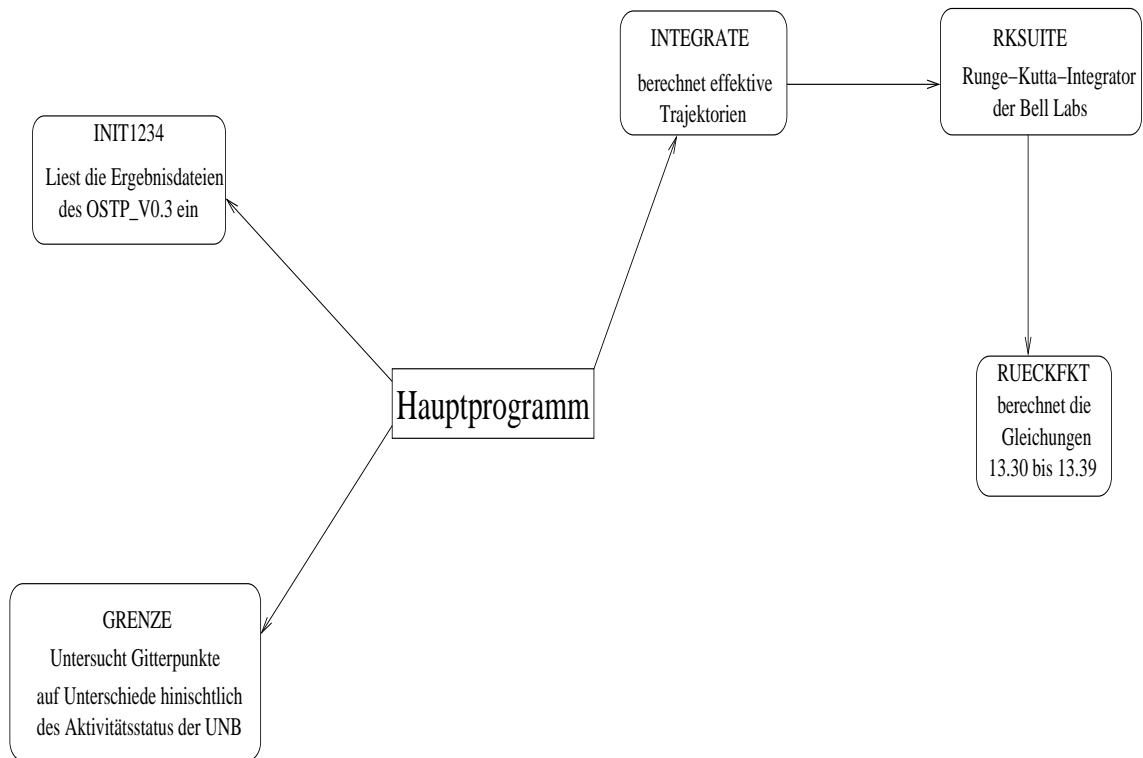 INTEGRATE
berechnet effektive
Trajektorien
RKSUITE
Runge–Kutta–Integrator
der Bell Labs
INIT1234
Liest die Ergebnisdateien
des OSTP_V0.3 ein
Hauptprogramm
RUECKFKT
berechnet die
Gleichungen
13.30 bis 13.39
GRENZE
Untersucht Gitterpunkte
auf Unterschiede hinischtlich
des Aktivitätsstatus der UNB